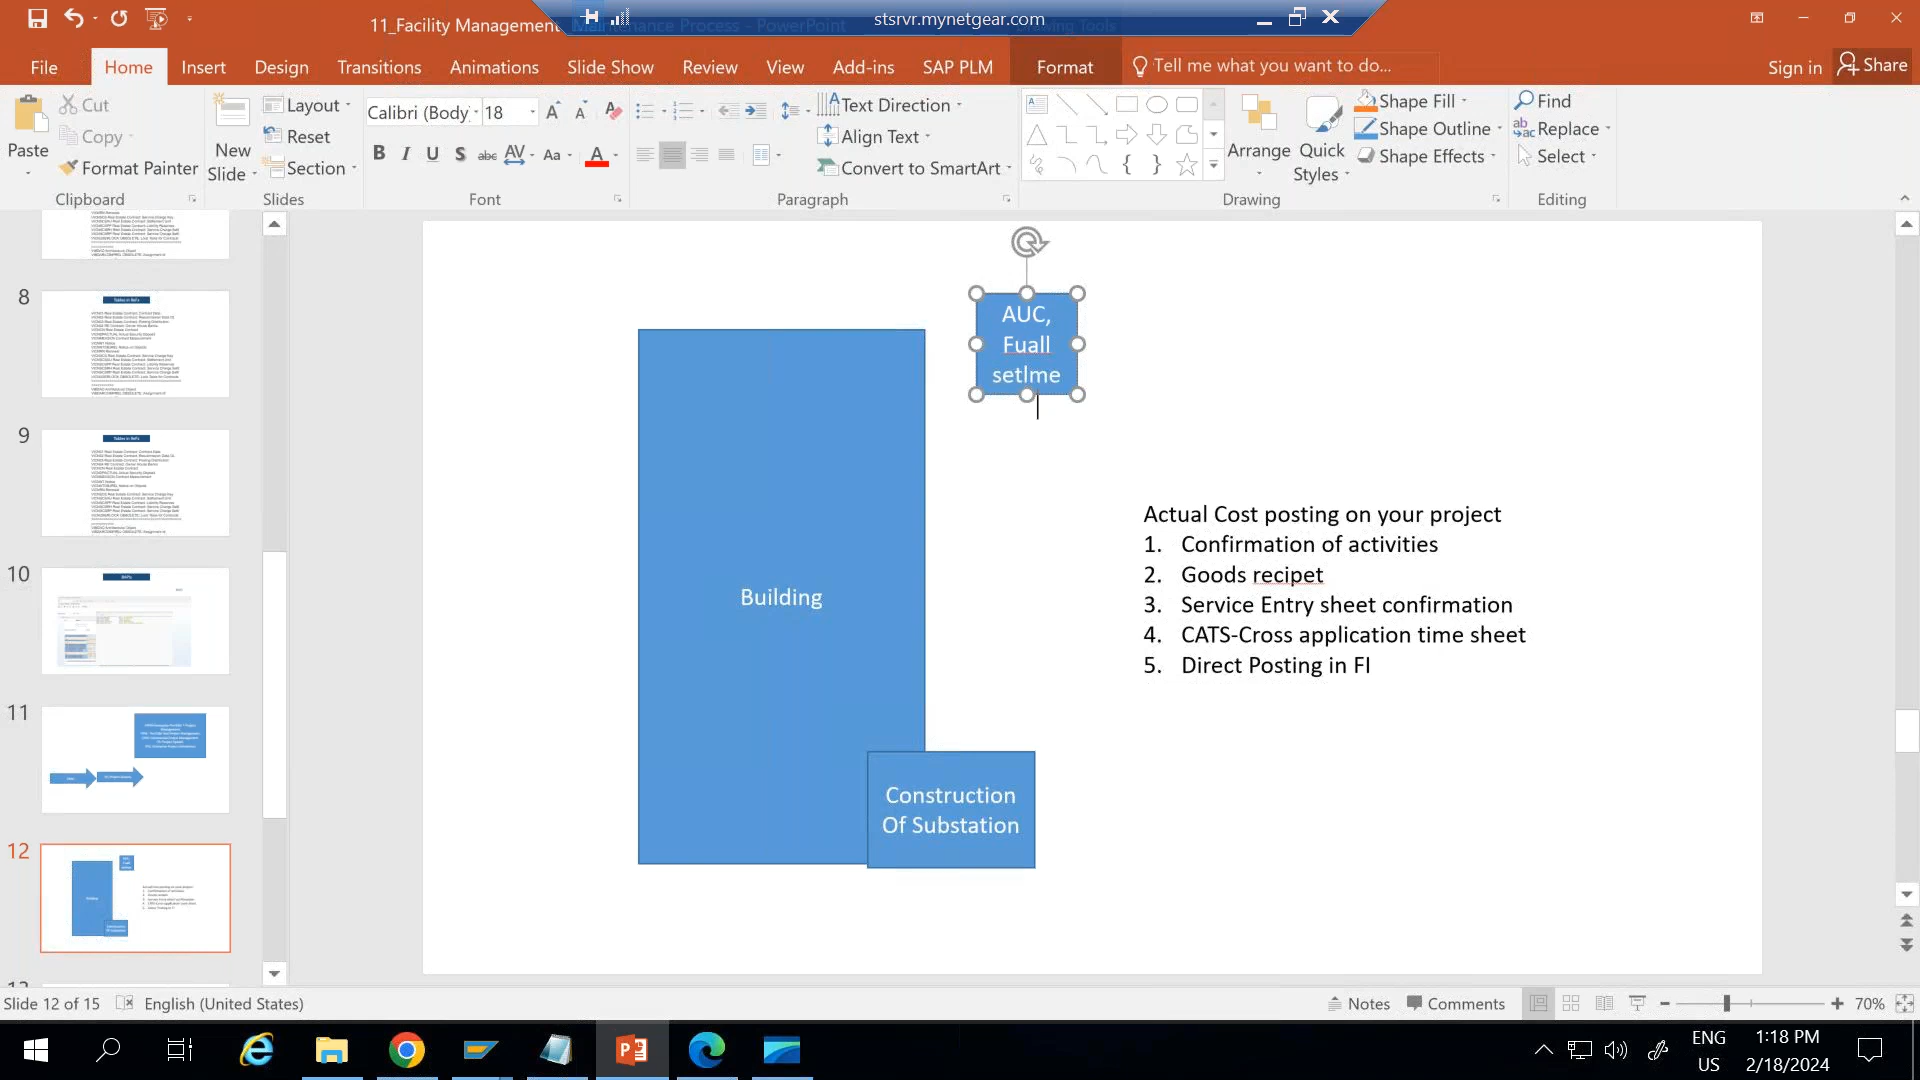 11_Facility Management
stsrvr.mynetgear.com
File
Home
Insert
Design
Transitions
Animations
Slide Show
Review
View
Add-ins
SAP PLM
Format
Tell me what you want to do...
Sign in
Share
Paste
Cut
Copy
Format Painter
Clipboard
New
Slide
Layout
Reset
Section
Slides
Calibri (Body)
18
Font
Text Direction
Align Text
Convert to SmartArt
Paragraph
Arrange
Quick
Styles
Shape Fill
Shape Outline
Shape Effects
Drawing
Find
Replace
Select
Editing
8
9
10
11
12
AUC,
Fuall
setlme
Building
Construction
Of Substation
Actual Cost posting on your project
1. Confirmation of activities
2. Goods recipet
3. Service Entry sheet confirmation
4. CATS-Cross application time sheet
5. Direct Posting in FI
Slide 12 of 15
English (United States)
Notes
Comments
70%
ENG
US
1:18 PM
2/18/2024